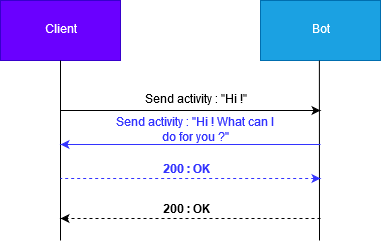 Client
Bot
Send activity : "Hi !"
Send activity : "Hi ! What can I
do for you ?"
200 : OK
200 : OK